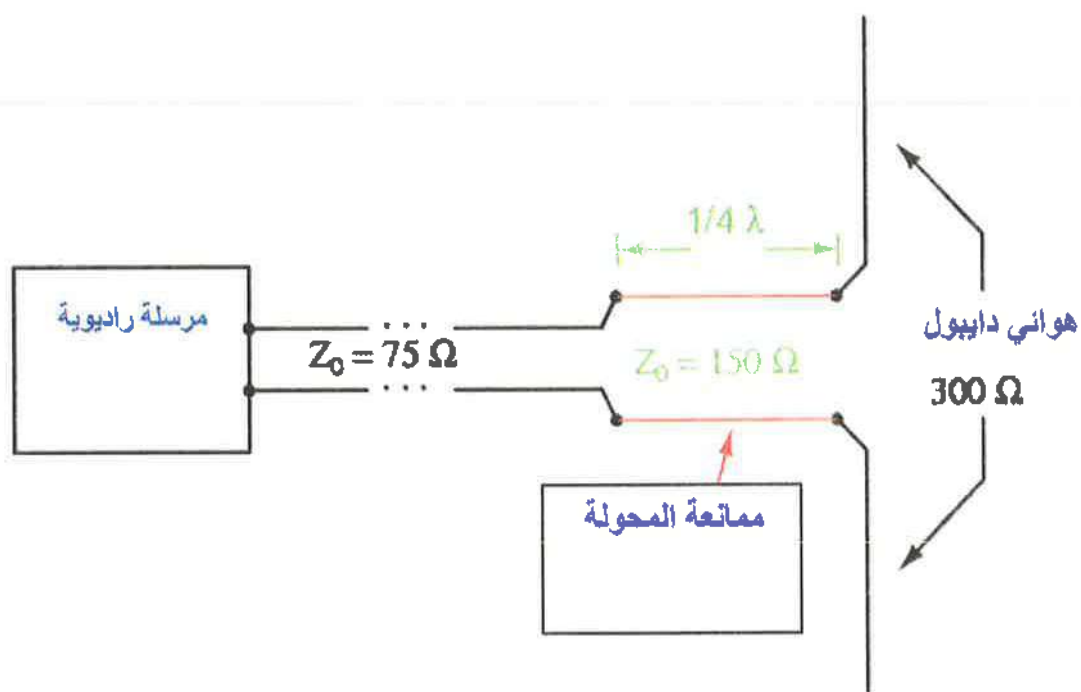 1/4 λ
مرسلة راديوية
Z₀ = 75 Ω
Z₀ = 150 Ω
هوائي دايبول
300 Ω
ممانعة المحولة